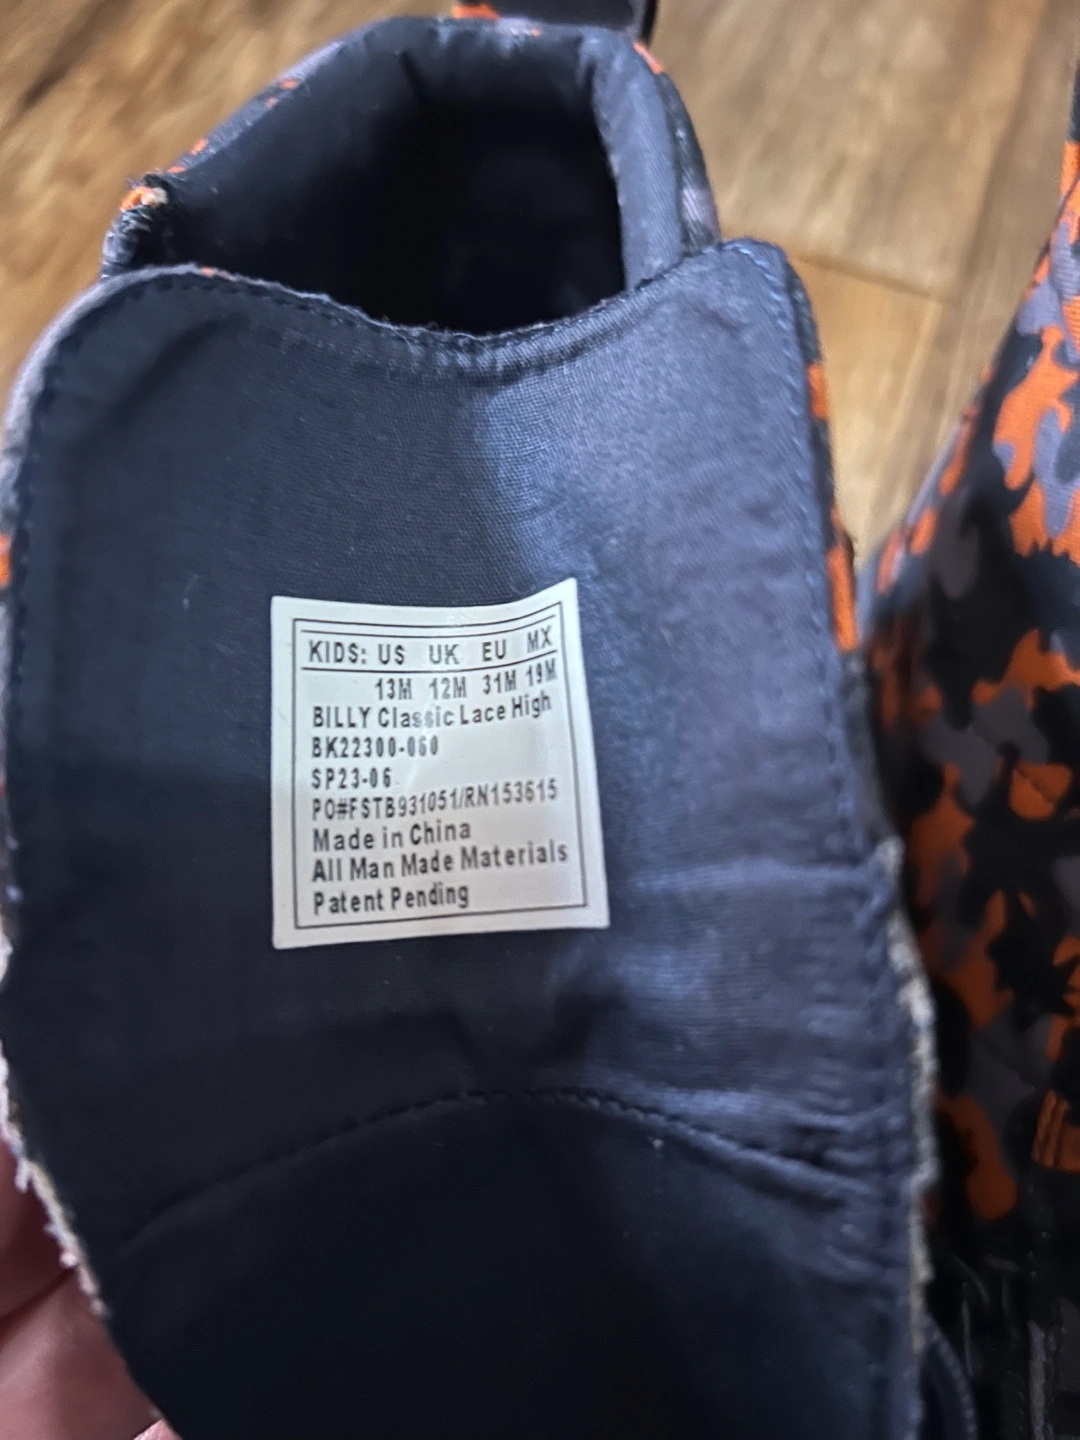 KIDS: US UK EU MX
13M 12M 31M 19M
BILLY Classic Lace High
BK22300-060
SP23-06
PO#FSTB931051/RN153615
Made in China
All Man Made Materials
Patent Pending